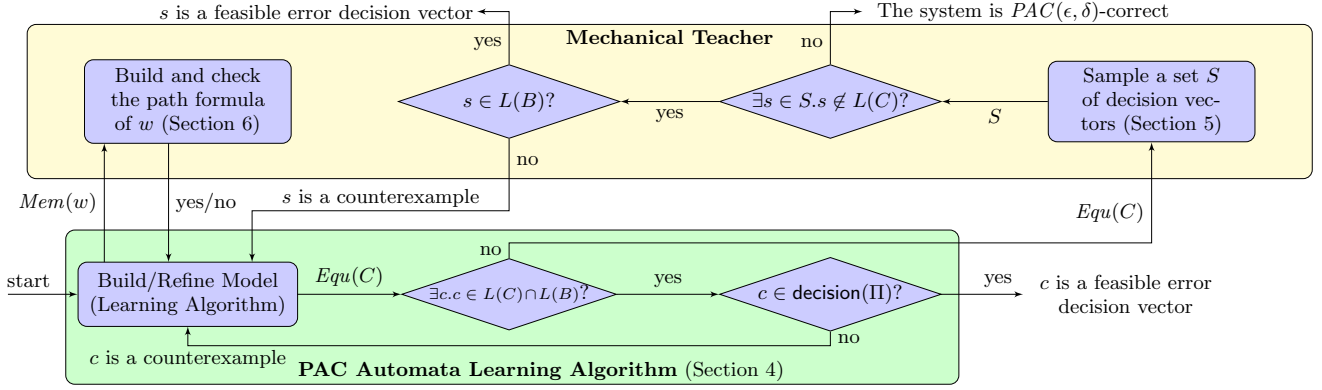 s is a feasible error decision vector
The system is PAC(ϵ, δ)-correct
yes
no
Mechanical Teacher
Build and check
the path formula
of w (Section 6)
s ∈ L(B)?
yes
∃s ∈ S.s ∉ L(C)?
S
Sample a set S
of decision vec-
tors (Section 5)
no
Mem(w)
yes/no
s is a counterexample
Equ(C)
start
Build/Refine Model
(Learning Algorithm)
Equ(C)
no
∃c.c ∈ L(C)∩L(B)?
yes
c ∈ decision(Π)?
yes
c is a feasible error
decision vector
no
c is a counterexample
PAC Automata Learning Algorithm (Section 4)